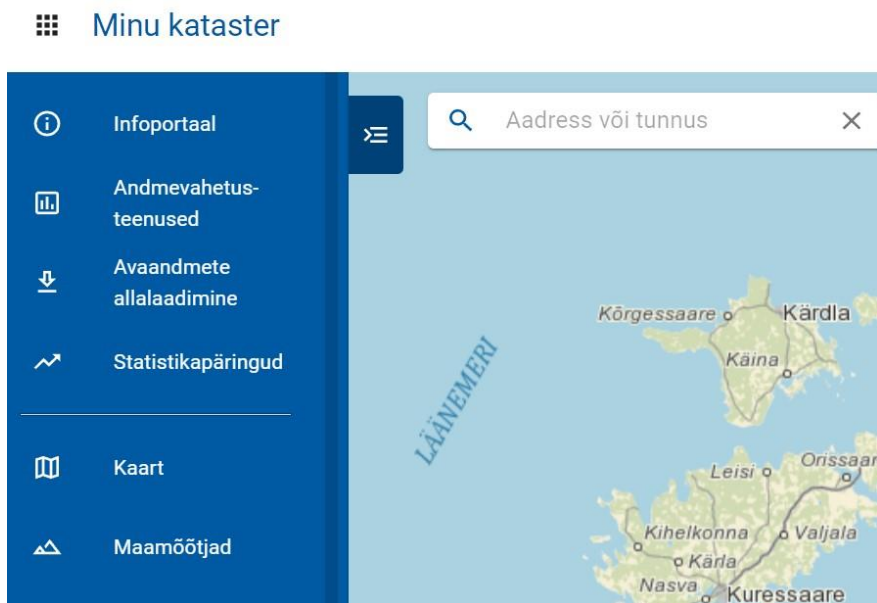 Minu kataster
Infoportaal
Andmevahetus-
teenused
Avaandmete
allalaadimine
Statistikapäringud
Kaart
Maamõõtjad
Aadress või tunnus
Kõrgessaare
Kärdla
Käina
LÄÄNEMERI
Leisi
Orissaar
Kihelkonna
Valjala
Kärla
Nasva
Kuressaare